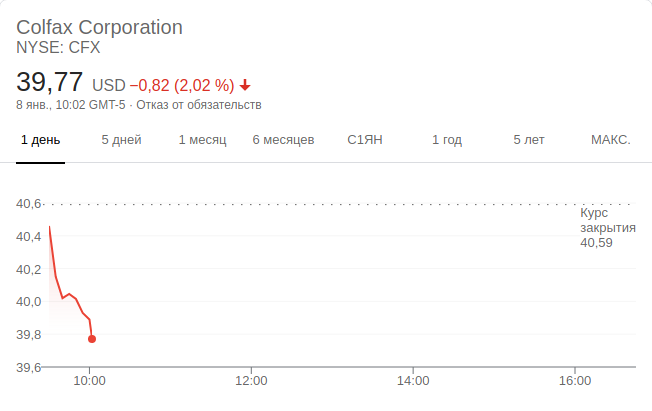 Colfax Corporation
NYSE: CFX
39,77 USD −0,82 (2,02 %)
8 янв., 10:02 GMT-5 · Отказ от обязательств
1 день 5 дней 1 месяц 6 месяцев С1ЯН 1 год 5 лет МАКС.
40,6
Курс
закрытия
40,59
40,4
40,2
40,0
39,8
39,6
10:00 12:00 14:00 16:00